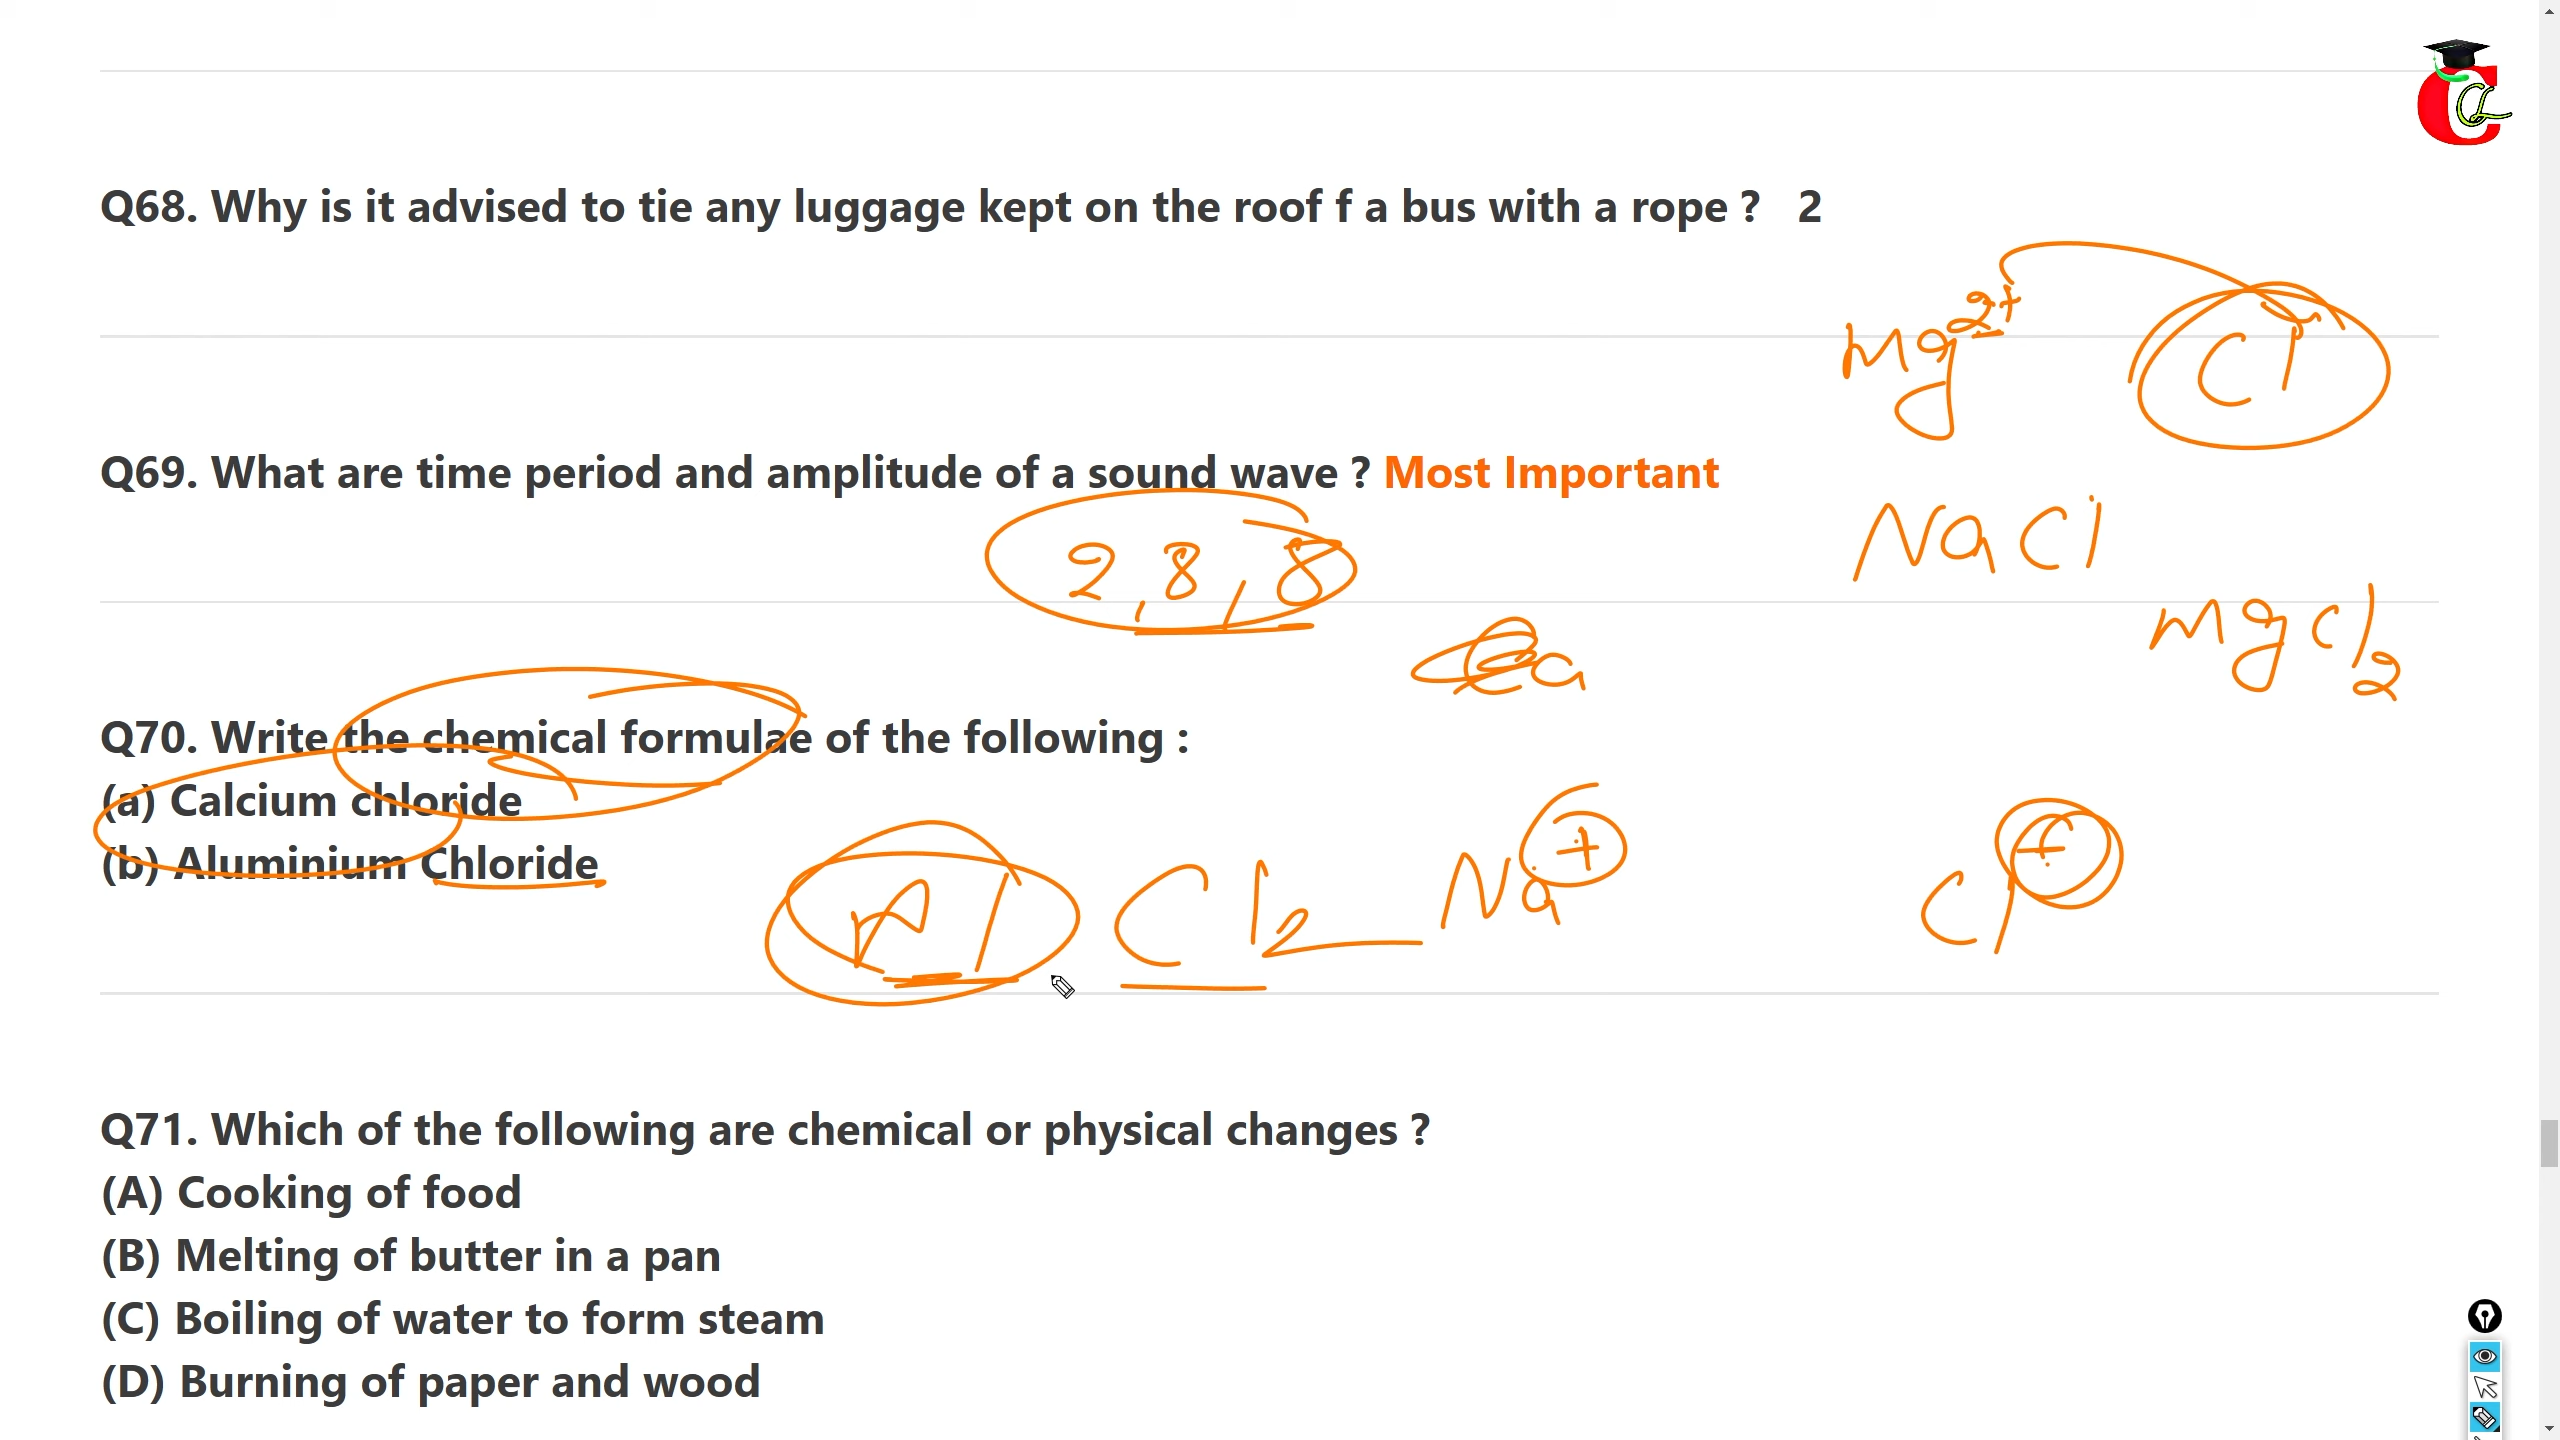 Q68. Why is it advised to tie any luggage kept on the roof f a bus with a rope ? 2
Mg2+ Cl
Q69. What are time period and amplitude of a sound wave ? Most Important
NaCl
2,8,8
MgCl2
a
Q70. Write the chemical formulae of the following :
(a) Calcium chloride
(b) Aluminium Chloride
Cl2 Na+ Cl
Q71. Which of the following are chemical or physical changes ?
(A) Cooking of food
(B) Melting of butter in a pan
(C) Boiling of water to form steam
(D) Burning of paper and wood